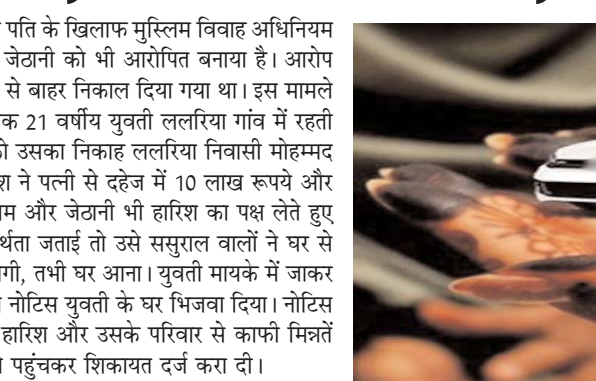 पति के खिलाफ मुस्लिम विवाह अधिनियम
जेठानी को भी आरोपित बनाया है। आरोप
से बाहर निकाल दिया गया था। इस मामले
21 वर्षीय युवती ललरिया गांव में रहती
उसका निकाह ललरिया निवासी मोहम्मद
ने पत्नी से दहेज में 10 लाख रूपये और
और जेठानी भी हारिश का पक्ष लेते हुए
जताई तो उसे ससुराल वालों ने घर से
तभी घर आना। युवती मायके में जाकर
नोटिस युवती के घर भिजवा दिया। नोटिस
हारिश और उसके परिवार से काफी मिन्नतें
पहुंचकर शिकायत दर्ज करा दी।